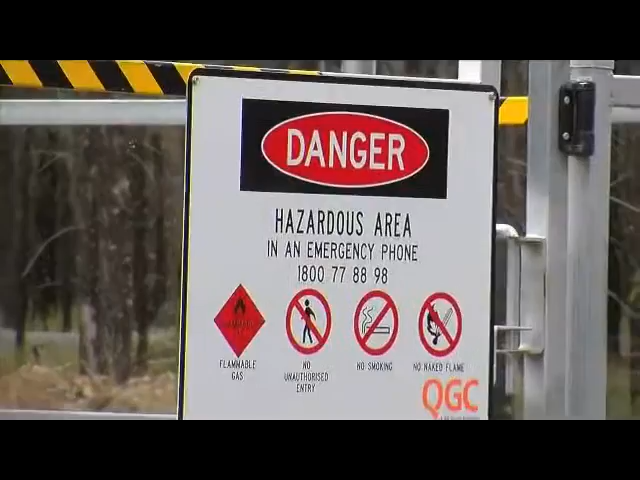 DANGER
HAZARDOUS AREA
IN AN EMERGENCY PHONE
1800 77 88 98
FLAMMABLE
GAS
NO
UNAUTHORISED
ENTRY
NO SMOKING
NO NAKED FLAME
QGC